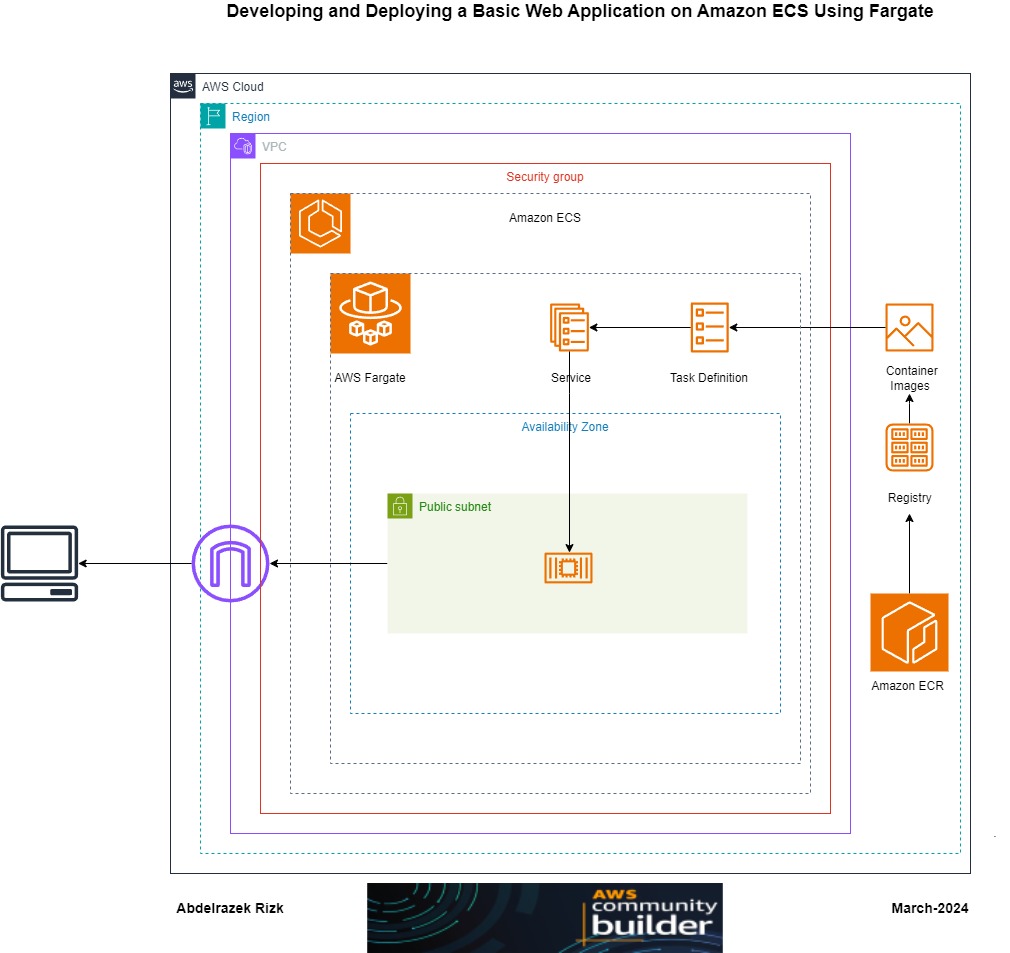 Developing and Deploying a Basic Web Application on Amazon ECS Using Fargate
aws
AWS Cloud
Region
VPC
Security group
Amazon ECS
AWS Fargate
Service
Task Definition
Container
Images
Availability Zone
Public subnet
Registry
Amazon ECR
Abdelrazek Rizk
AWS
community
builder
March-2024